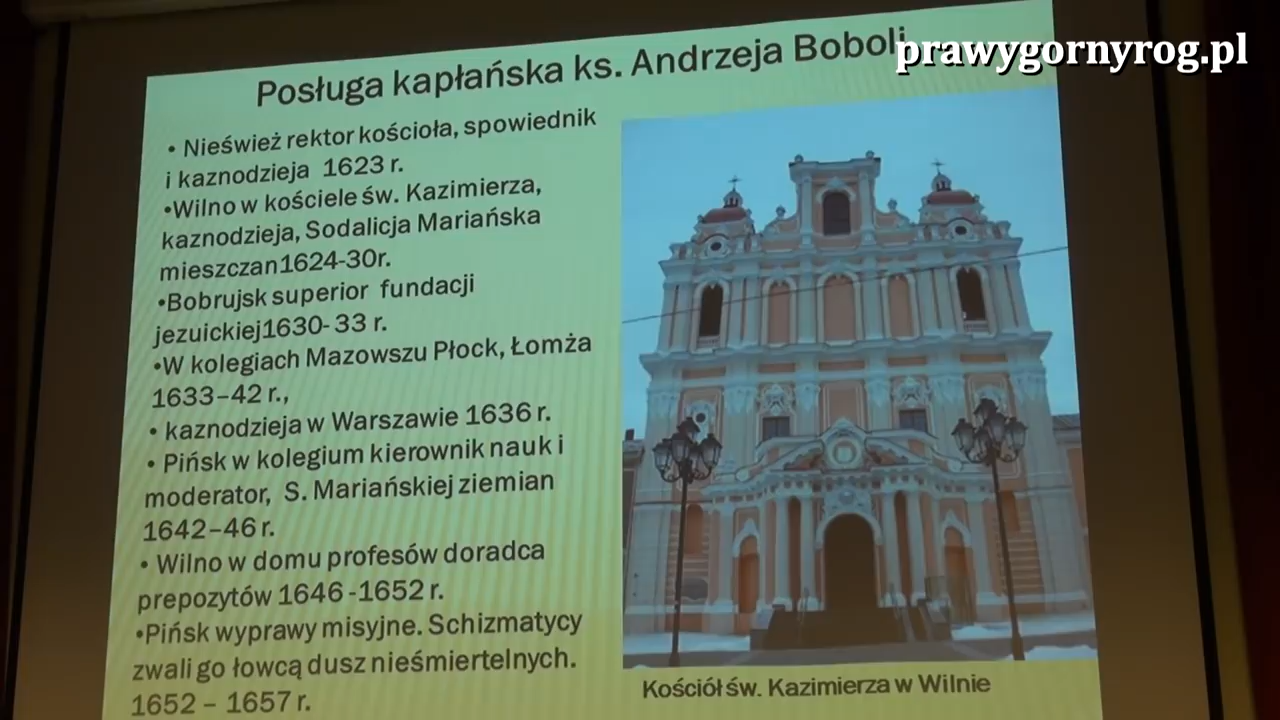 prawygornyrog.pl
Posługa kapłańska ks. Andrzeja Boboli
• Nieśwież rektor kościoła, spowiednik
i kaznodzieja 1623 r.
•Wilno w kościele św. Kazimierza,
kaznodzieja, Sodalicja Mariańska
mieszczan1624-30r.
•Bobrujsk superior fundacji
jezuickiej1630- 33 r.
•W kolegiach Mazowszu Płock, Łomża
1633–42 r.,
• kaznodzieja w Warszawie 1636 r.
• Pińsk w kolegium kierownik nauk i
moderator, S. Mariańskiej ziemian
1642–46 r.
• Wilno w domu profesów doradca
prepozytów 1646 -1652 r.
•Pińsk wyprawy misyjne. Schizmatycy
zwali go łowcą dusz nieśmiertelnych.
1652 – 1657 r.
Kościół św. Kazimierza w Wilnie